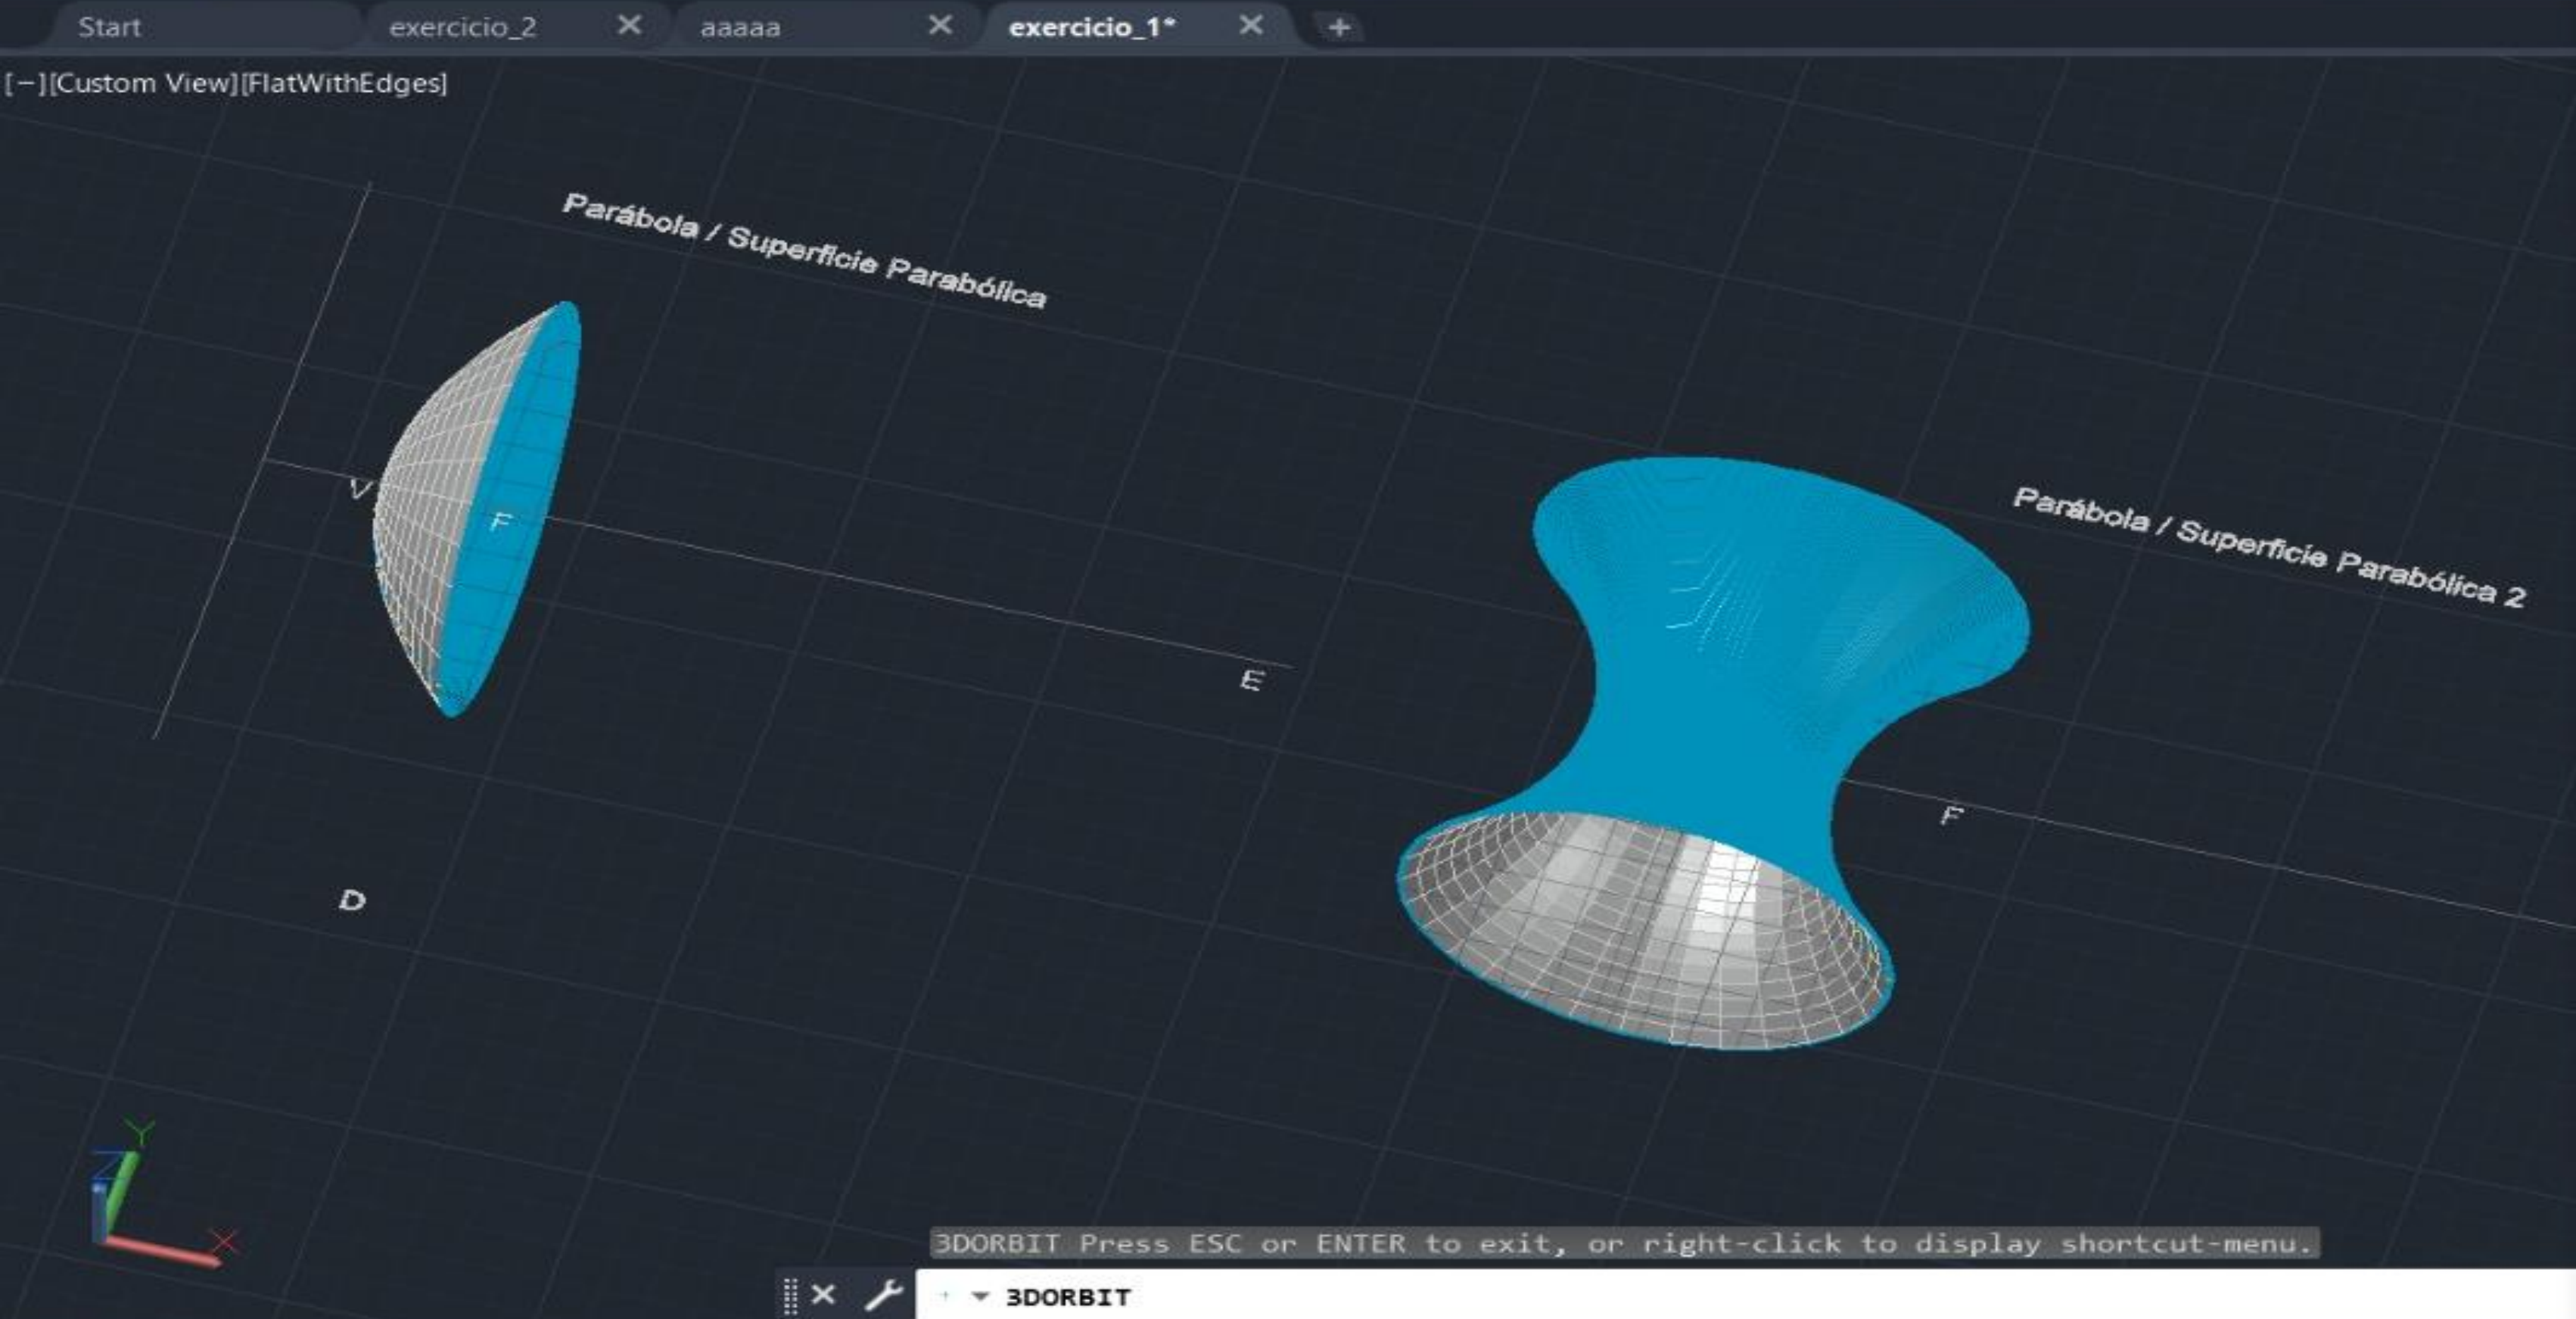 Start exercicio_2 aaaaa exercicio_1*
[−][Custom View][FlatWithEdges]
Parábola / Superficie Parabólica
V
F
E
Parábola / Superficie Parabólica 2
F
D
Y
Z
X
3DORBIT Press ESC or ENTER to exit, or right-click to display shortcut-menu.
3DORBIT